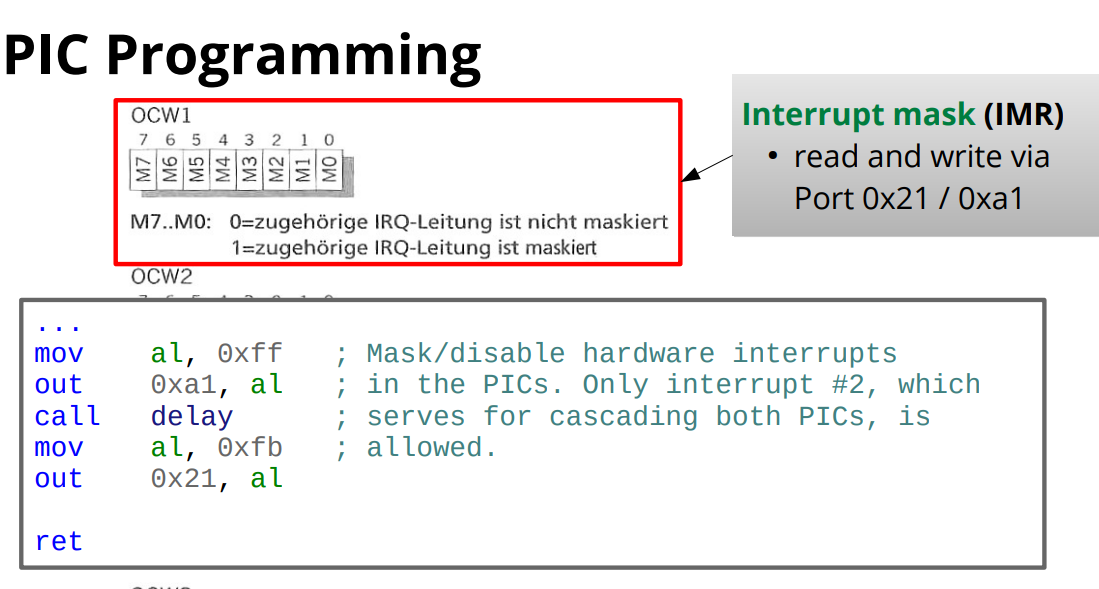 PIC Programming
OCW1
7 6 5 4 3 2 1 0
M7 M6 M5 M4 M3 M2 M1 M0
M7..M0: 0=zugehörige IRQ-Leitung ist nicht maskiert
1=zugehörige IRQ-Leitung ist maskiert
Interrupt mask (IMR)
• read and write via
Port 0x21 / 0xa1
OCW2
...
mov al, 0xff ; Mask/disable hardware interrupts
out 0xa1, al ; in the PICs. Only interrupt #2, which
call delay ; serves for cascading both PICs, is
mov al, 0xfb ; allowed.
out 0x21, al
ret